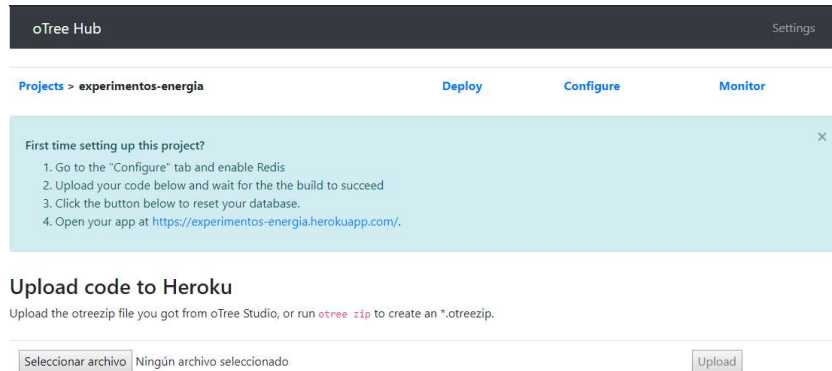 oTree Hub Settings
Projects > experimentos-energia Deploy Configure Monitor
×
First time setting up this project?
1. Go to the "Configure" tab and enable Redis
2. Upload your code below and wait for the the build to succeed
3. Click the button below to reset your database.
4. Open your app at https://experimentos-energia.herokuapp.com/.
Upload code to Heroku
Upload the otreezip file you got from oTree Studio, or run otree zip to create an *.otreezip.
Seleccionar archivo Ningún archivo seleccionado Upload